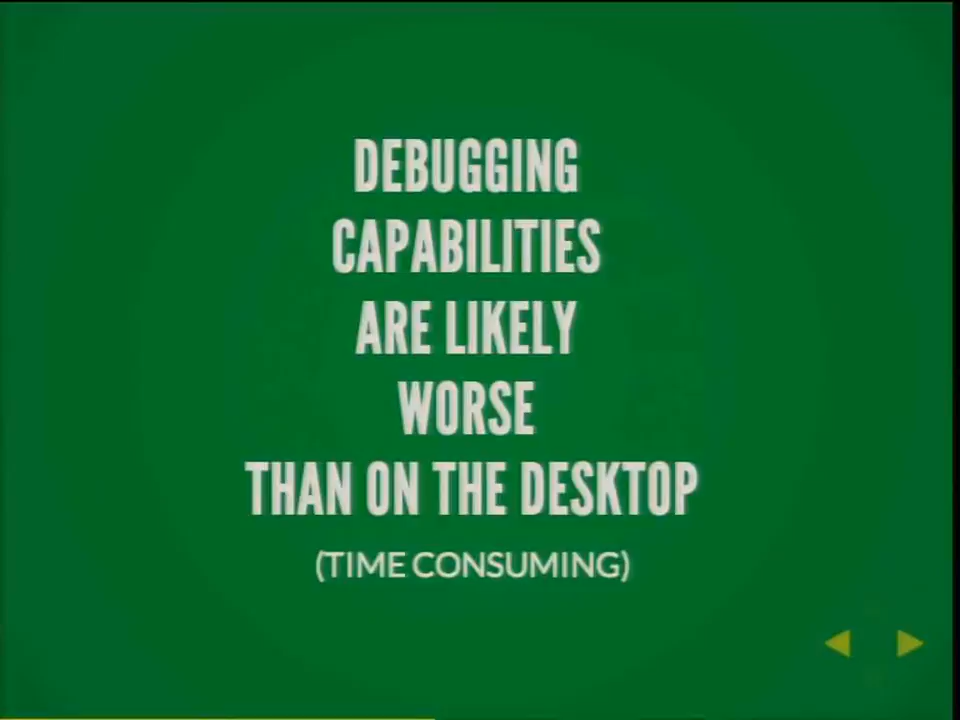 DEBUGGING
CAPABILITIES
ARE LIKELY
WORSE
THAN ON THE DESKTOP
(TIME CONSUMING)